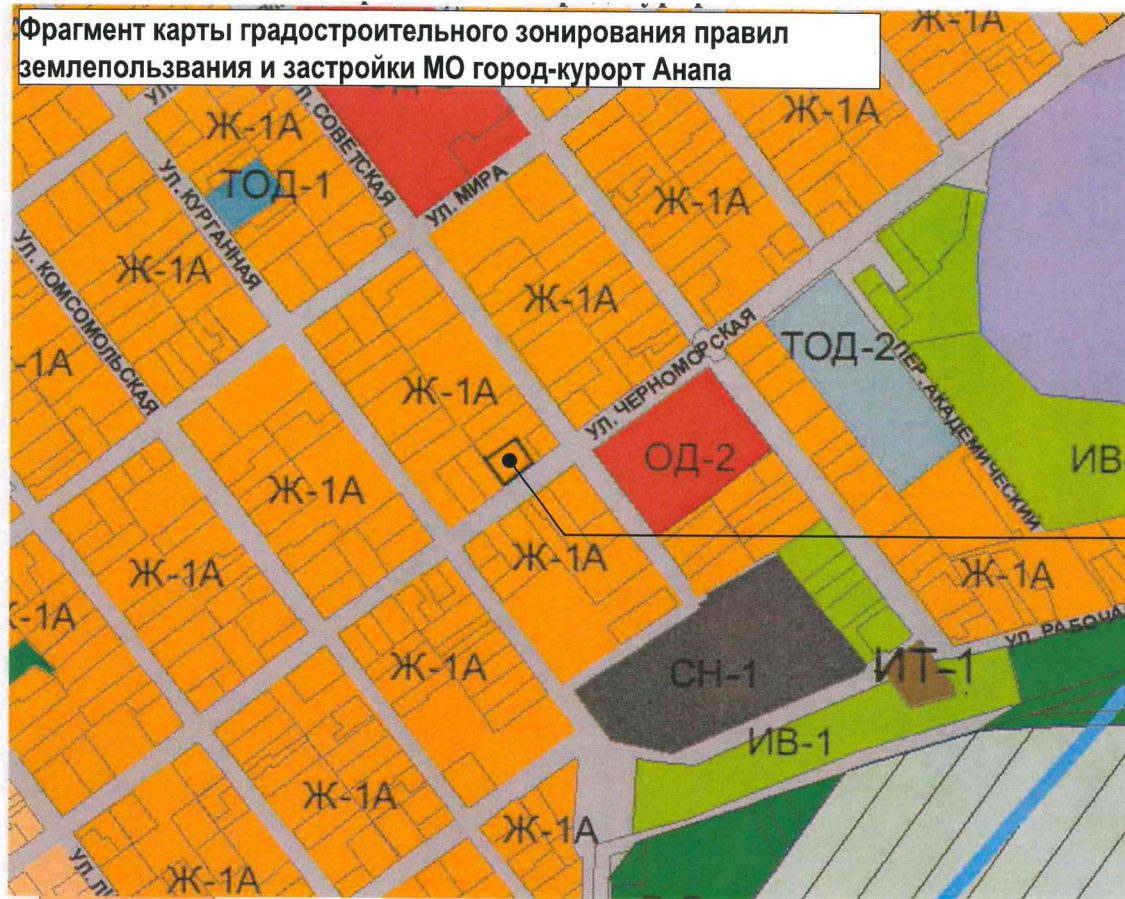 Фрагмент карты градостроительного зонирования правил
землепользвания и застройки МО город-курорт Анапа
Ж-1А
Ж-1А
Ж-1А
УЛ. СОВЕТСКАЯ
ТОД-1
УЛ. МИРА
Ж-1А
УЛ. КУРГАННАЯ
Ж-1А
УЛ. КОМСОМОЛЬСКАЯ
Ж-1А
УЛ. ЧЕРНОМОРСКАЯ
ТОД-2
ПЕР. АКАДЕМИЧЕСКИЙ
-1А
Ж-1А
ОД-2
ИВ-
Ж-1А
Ж-1А
Ж-1А
Ж-1А
-1А
УЛ. РАБОЧАЯ
Ж-1А
СН-1
ИТ-1
ИВ-1
Ж-1А
Ж-1А
Ж-1А